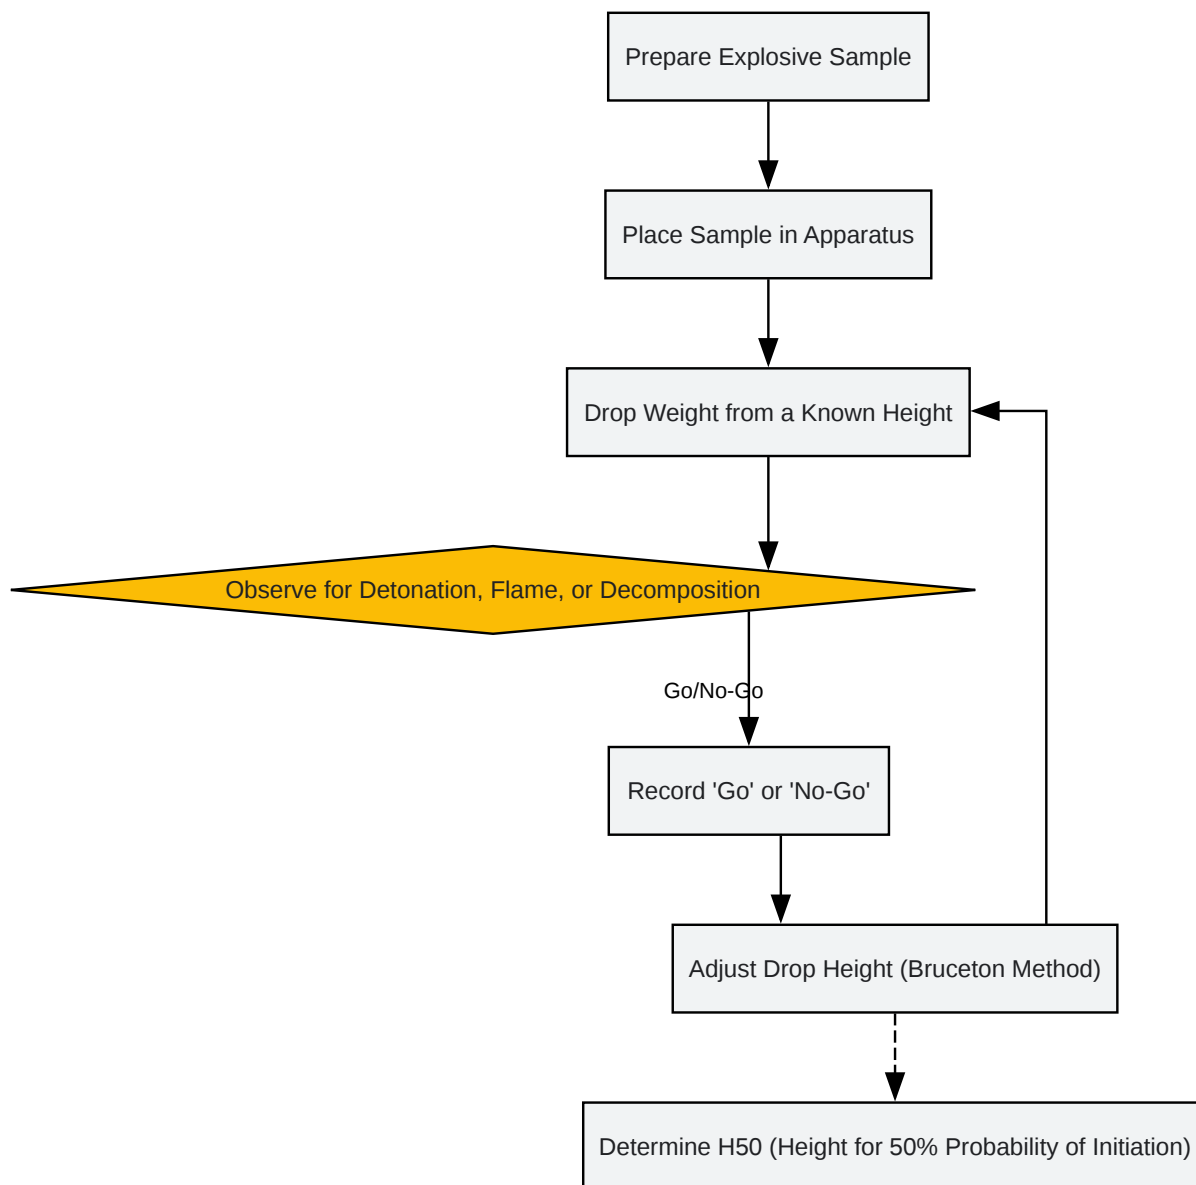 Prepare Explosive Sample
Place Sample in Apparatus
Drop Weight from a Known Height
Observe for Detonation, Flame, or Decomposition
Go/No-Go
Record 'Go' or 'No-Go'
Adjust Drop Height (Bruceton Method)
Determine H50 (Height for 50% Probability of Initiation)